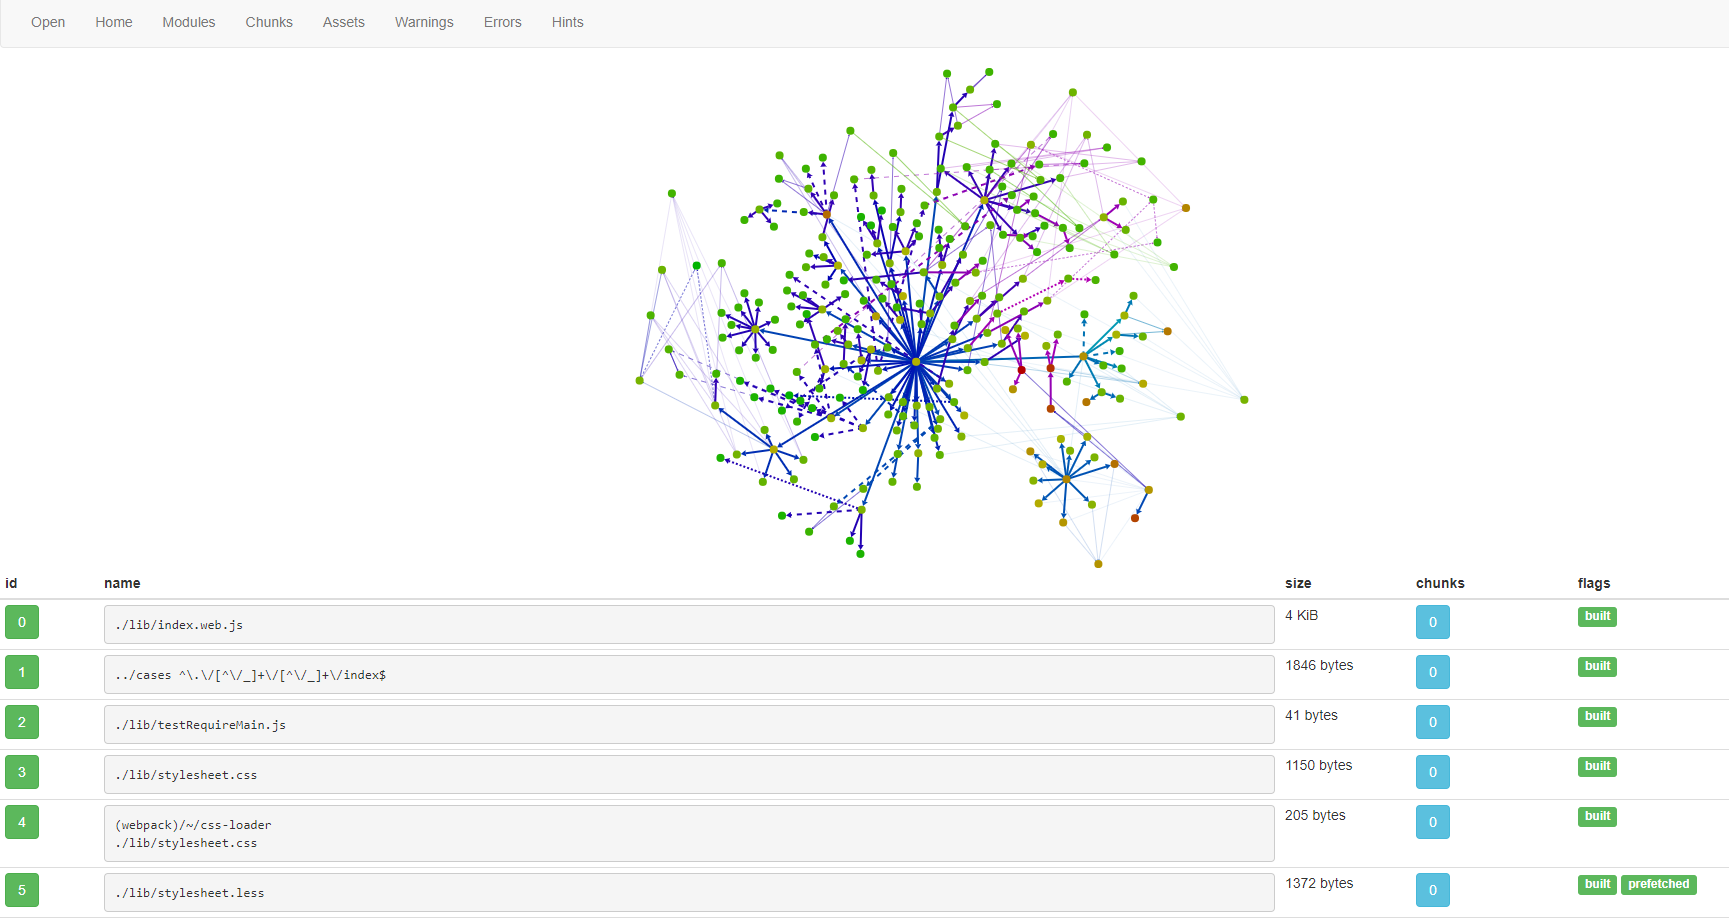 Open Home Modules Chunks Assets Warnings Errors Hints
id name size chunks flags
0 ./lib/index.web.js 4 KiB 0 built
1 ../cases ^\.\/[^\/_]+\/[^\/_]+\/index$ 1846 bytes 0 built
2 ./lib/testRequireMain.js 41 bytes 0 built
3 ./lib/stylesheet.css 1150 bytes 0 built
4 (webpack)/~/css-loader 205 bytes 0 built
./lib/stylesheet.css
5 ./lib/stylesheet.less 1372 bytes 0 built prefetched